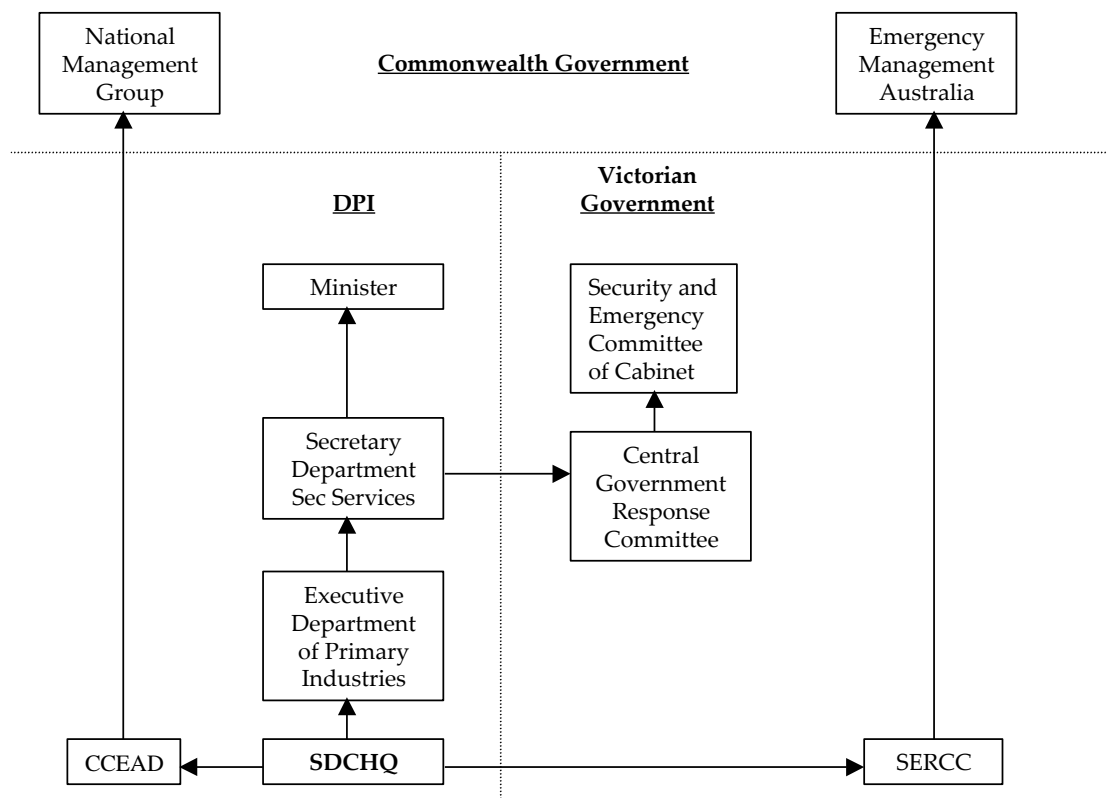 National
Management
Group
Commonwealth Government
Emergency
Management
Australia
DPI
Victorian
Government
Minister
Security and
Emergency
Committee
of Cabinet
Secretary
Department
Sec Services
Central
Government
Response
Committee
Executive
Department
of Primary
Industries
CCEAD
SDCHQ
SERCC